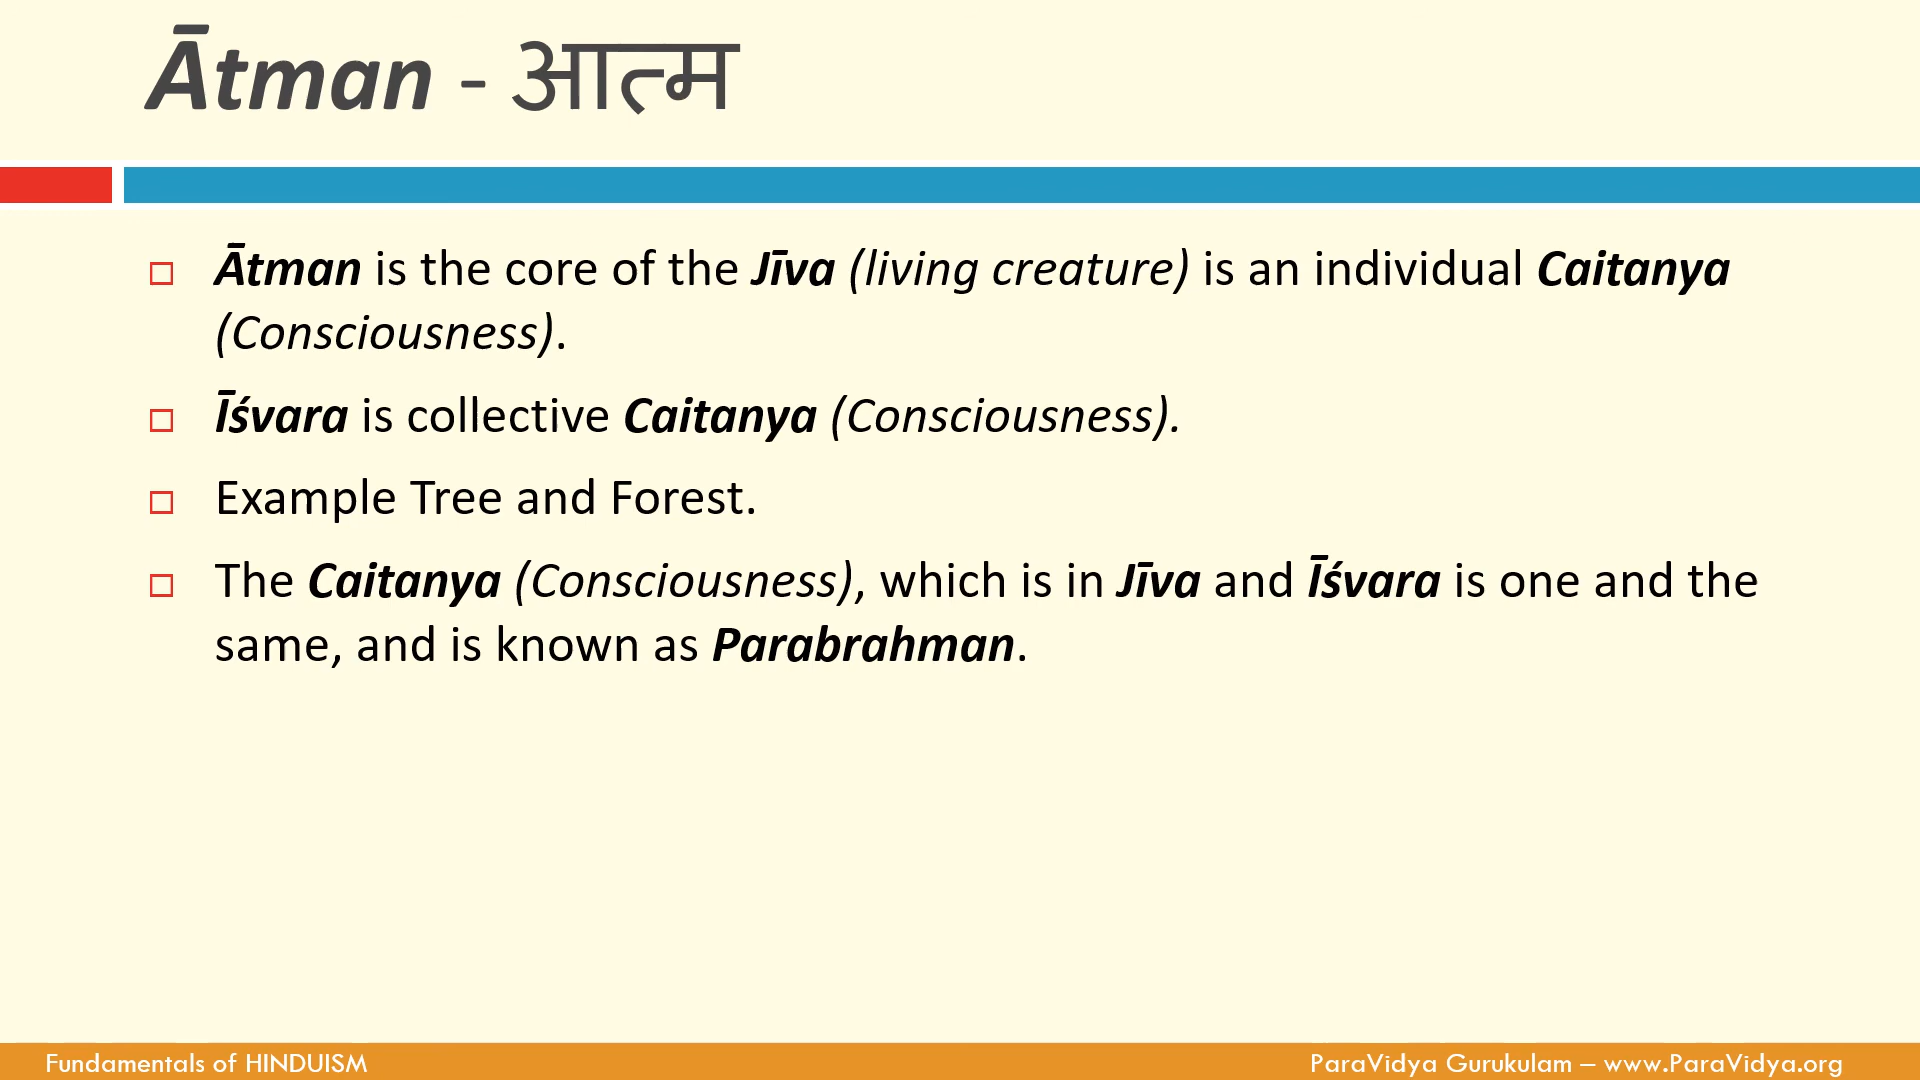 Ātman - आत्म
Ātman is the core of the Jīva (living creature) is an individual Caitanya
(Consciousness).
Īśvara is collective Caitanya (Consciousness).
Example Tree and Forest.
The Caitanya (Consciousness), which is in Jīva and Īśvara is one and the
same, and is known as Parabrahman.
Fundamentals of HINDUISM
ParaVidya Gurukulam – www.ParaVidya.org